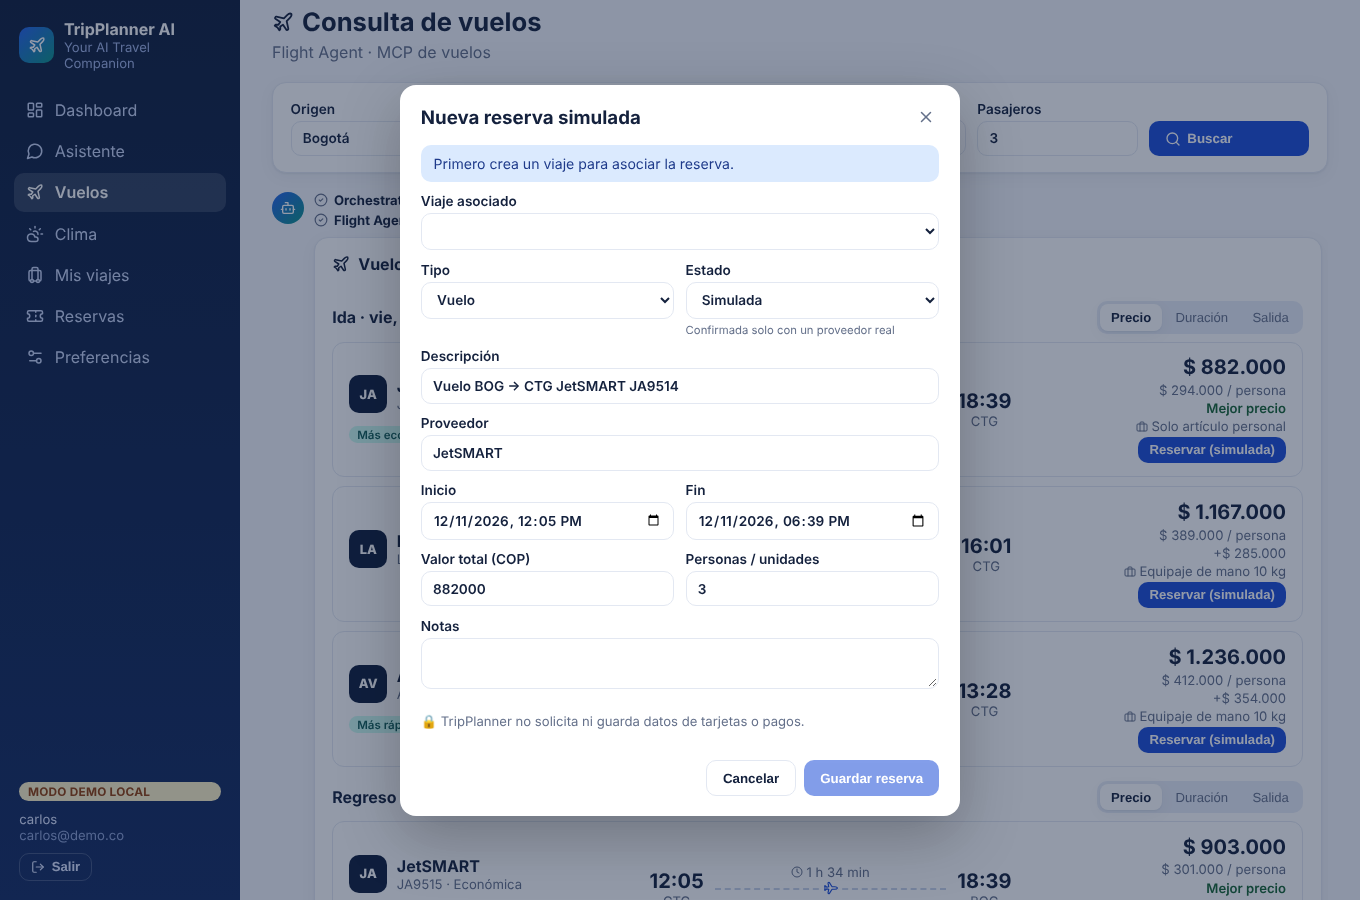 TripPlanner AI
Your AI Travel
Companion
Dashboard
Asistente
Vuelos
Clima
Mis viajes
Reservas
Preferencias
MODO DEMO LOCAL
carlos
carlos@demo.co
Salir
Consulta de vuelos
Flight Agent · MCP de vuelos
Origen
Bogotá
Pasajeros
3
Buscar
Nueva reserva simulada
Primero crea un viaje para asociar la reserva.
Viaje asociado
Tipo
Estado
Vuelo
Simulada
Confirmada solo con un proveedor real
Descripción
Vuelo BOG → CTG JetSMART JA9514
Proveedor
JetSMART
Inicio
Fin
12/11/2026, 12:05 PM
12/11/2026, 06:39 PM
Valor total (COP)
Personas / unidades
882000
3
Notas
🔒 TripPlanner no solicita ni guarda datos de tarjetas o pagos.
Cancelar
Guardar reserva
Ida · vie,
Precio
Duración
Salida
JA
18:39
CTG
$ 882.000
$ 294.000 / persona
Mejor precio
Solo artículo personal
Reservar (simulada)
LA
16:01
CTG
$ 1.167.000
$ 389.000 / persona
+$ 285.000
Equipaje de mano 10 kg
Reservar (simulada)
AV
13:28
CTG
$ 1.236.000
$ 412.000 / persona
+$ 354.000
Equipaje de mano 10 kg
Reservar (simulada)
Regreso
Precio
Duración
Salida
JA
JetSMART
JA9515 · Económica
12:05
1 h 34 min
18:39
$ 903.000
$ 301.000 / persona
Mejor precio